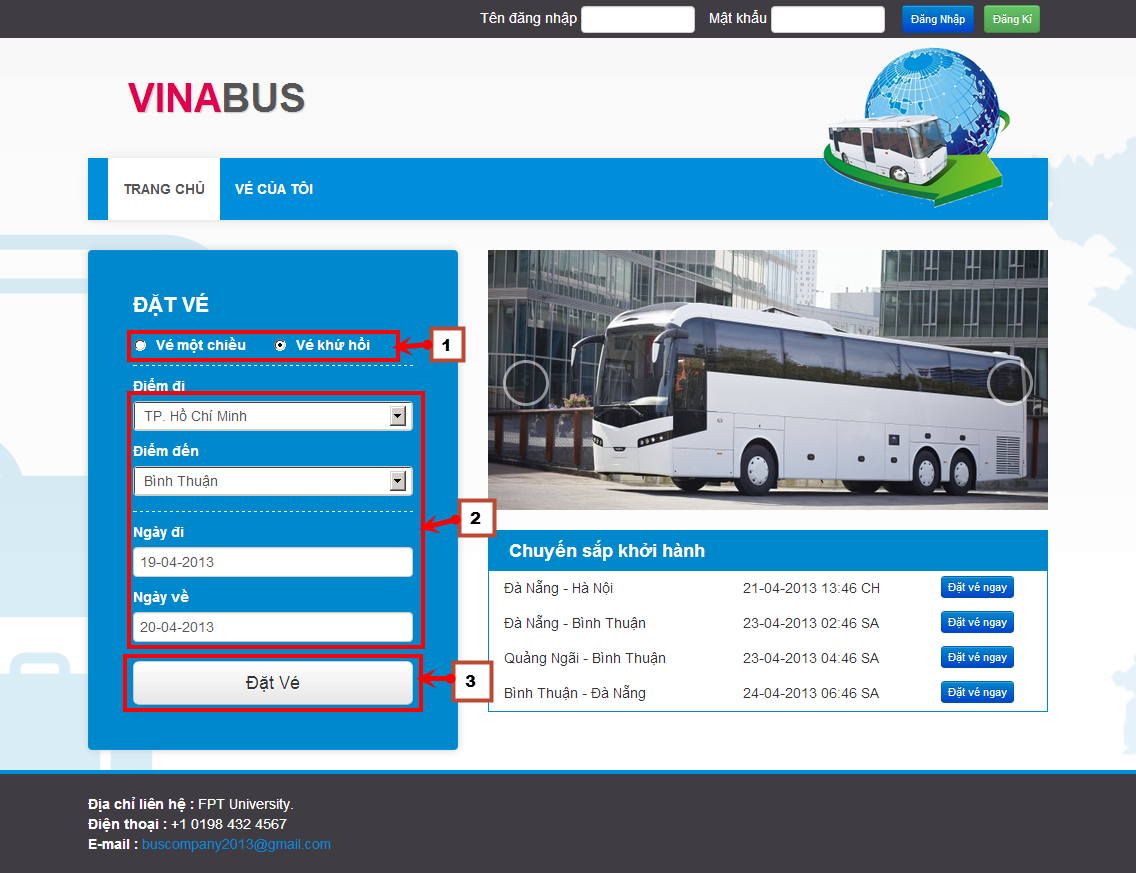 Tên đăng nhập Mật khẩu Đăng Nhập Đăng Kí
VINABUS
TRANG CHỦ VÉ CỦA TÔI
ĐẶT VÉ
Vé một chiều Vé khứ hồi
1
Điểm đi
TP. Hồ Chí Minh
Điểm đến
Bình Thuận
2
Ngày đi
19-04-2013
Ngày về
20-04-2013
Đặt Vé
3
Chuyến sắp khởi hành
Đà Nẵng - Hà Nội 21-04-2013 13:46 CH Đặt vé ngay
Đà Nẵng - Bình Thuận 23-04-2013 02:46 SA Đặt vé ngay
Quảng Ngãi - Bình Thuận 23-04-2013 04:46 SA Đặt vé ngay
Bình Thuận - Đà Nẵng 24-04-2013 06:46 SA Đặt vé ngay
Địa chỉ liên hệ : FPT University.
Điện thoại : +1 0198 432 4567
E-mail : buscompany2013@gmail.com